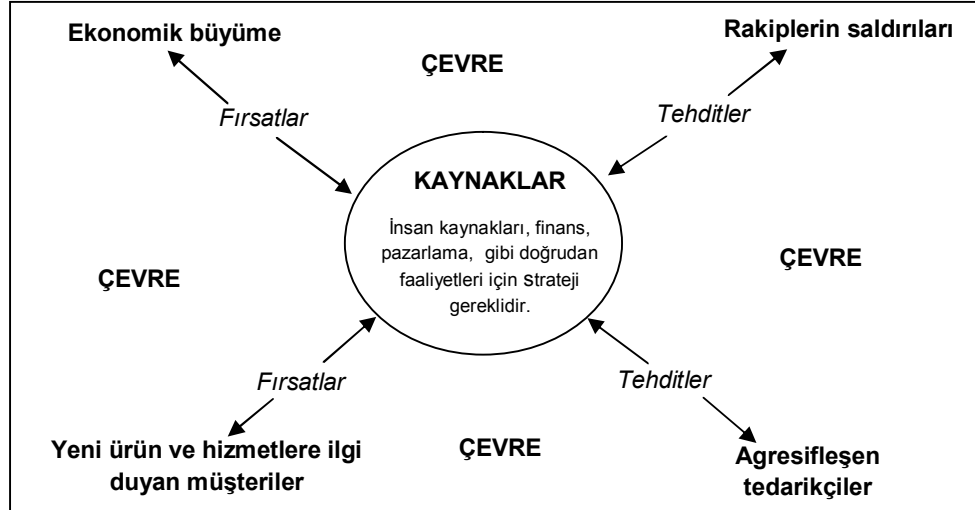 Ekonomik büyüme
Rakiplerin saldırıları
ÇEVRE
Fırsatlar
Tehditler
KAYNAKLAR
İnsan kaynakları, finans,
pazarlama, gibi doğrudan
faaliyetleri için strateji
gereklidir.
ÇEVRE
ÇEVRE
Fırsatlar
Tehditler
Yeni ürün ve hizmetlere ilgi
duyan müşteriler
ÇEVRE
Agresifleşen
tedarikçiler